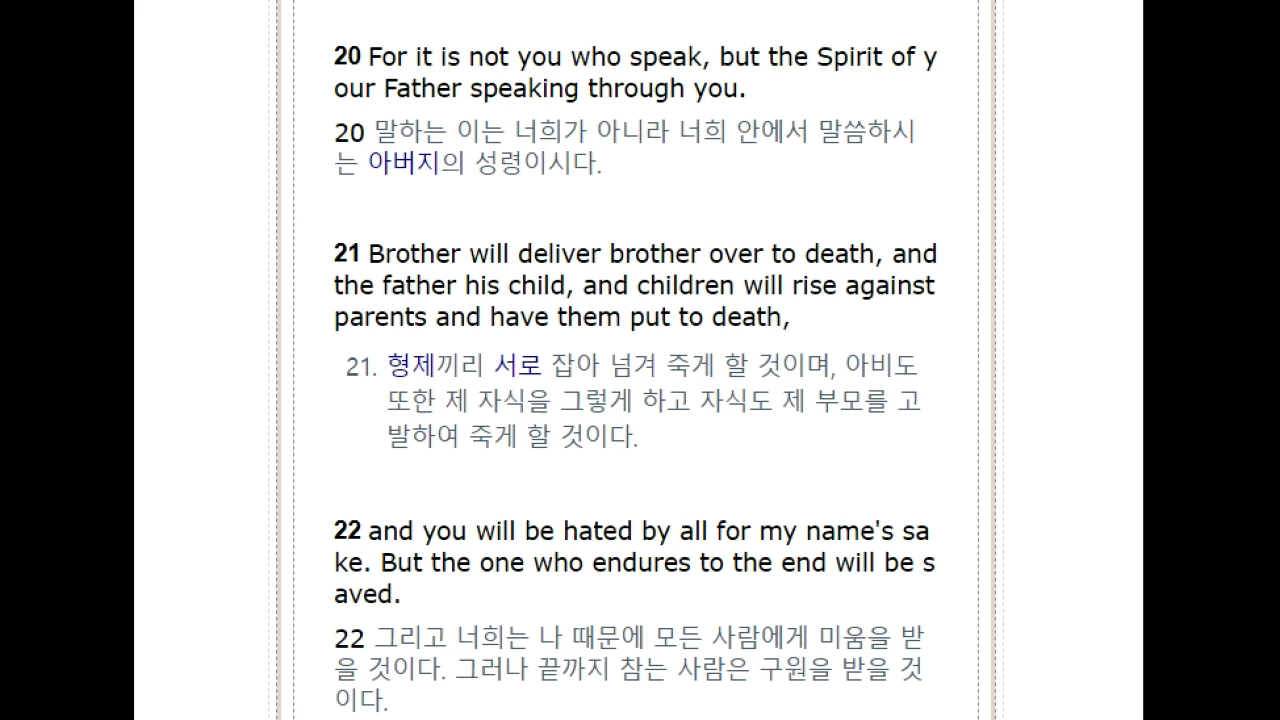 20 For it is not you who speak, but the Spirit of y
our Father speaking through you.
20 말하는 이는 너희가 아니라 너희 안에서 말씀하시
는 아버지의 성령이시다.
21 Brother will deliver brother over to death, and
the father his child, and children will rise against
parents and have them put to death,
21. 형제끼리 서로 잡아 넘겨 죽게 할 것이며, 아비도
또한 제 자식을 그렇게 하고 자식도 제 부모를 고
발하여 죽게 할 것이다.
22 and you will be hated by all for my name's sa
ke. But the one who endures to the end will be s
aved.
22 그리고 너희는 나 때문에 모든 사람에게 미움을 받
을 것이다. 그러나 끝까지 참는 사람은 구원을 받을 것
이다.